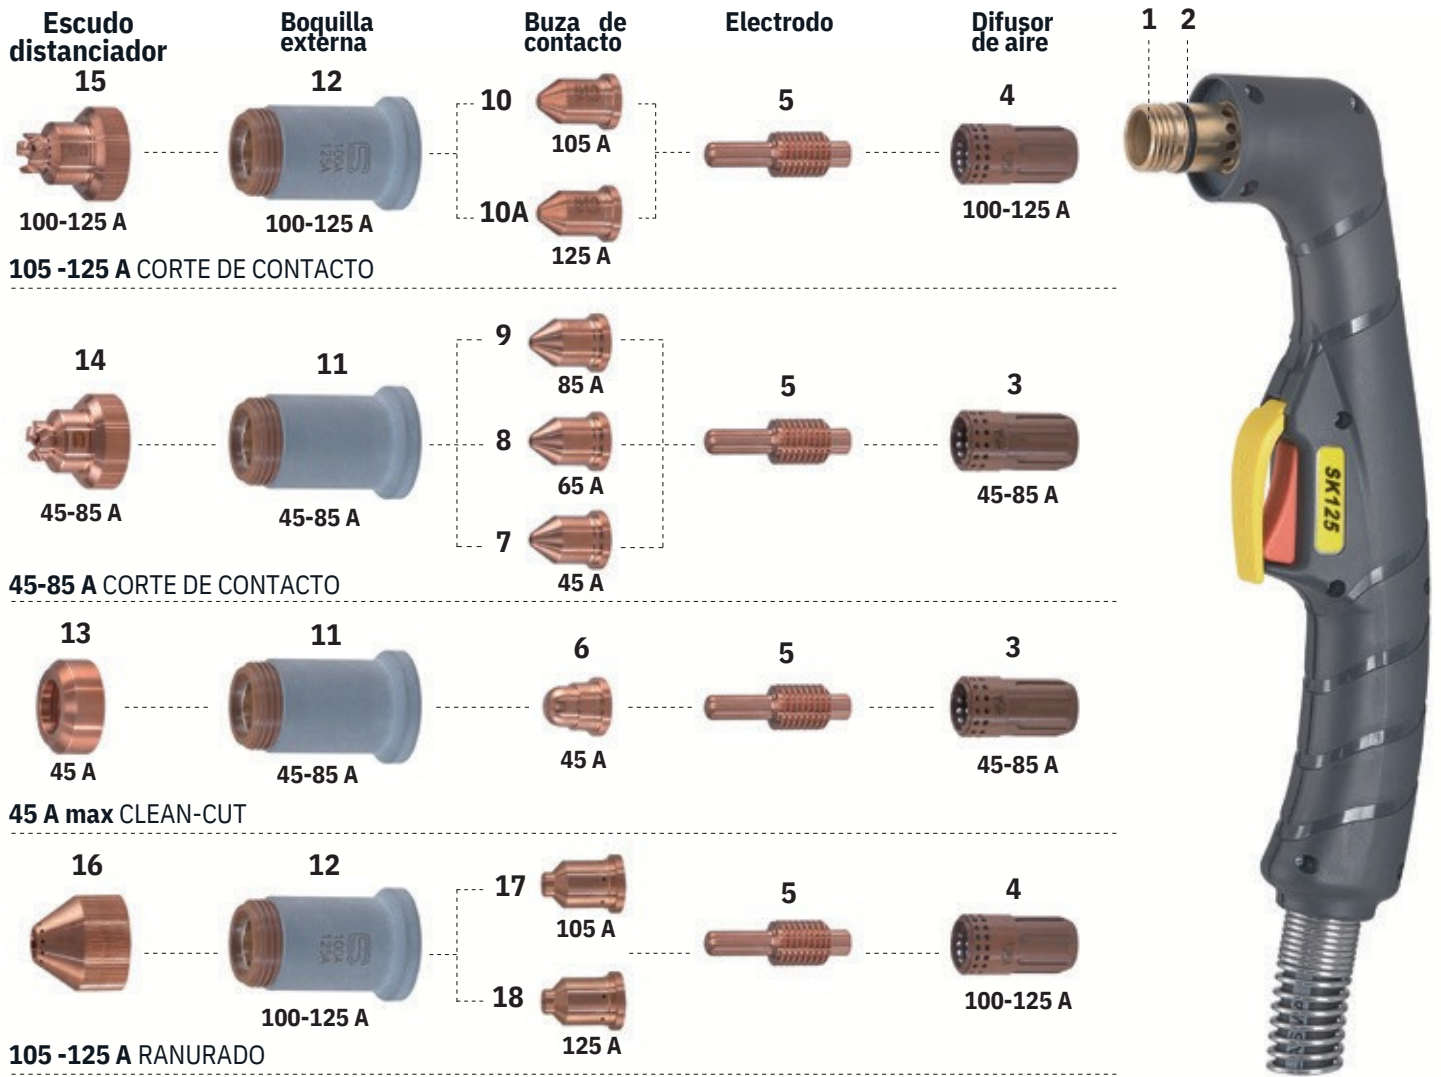 Escudo
distanciador
Boquilla
externa
Buza de
contacto
Electrodo
Difusor
de aire
1 2
15
12
10
105 A
10A
125 A
5
4
100-125 A
100-125 A
100-125 A
100A
125A
105 -125 A CORTE DE CONTACTO
14
11
9
85 A
8
65 A
7
45 A
5
3
45-85 A
45-85 A
45-85 A
45-85 A CORTE DE CONTACTO
SK125
13
11
6
5
3
45 A
45-85 A
45 A
45-85 A
45 A max CLEAN-CUT
16
12
17
105 A
18
125 A
5
4
100A
125A
100-125 A
100-125 A
105 -125 A RANURADO